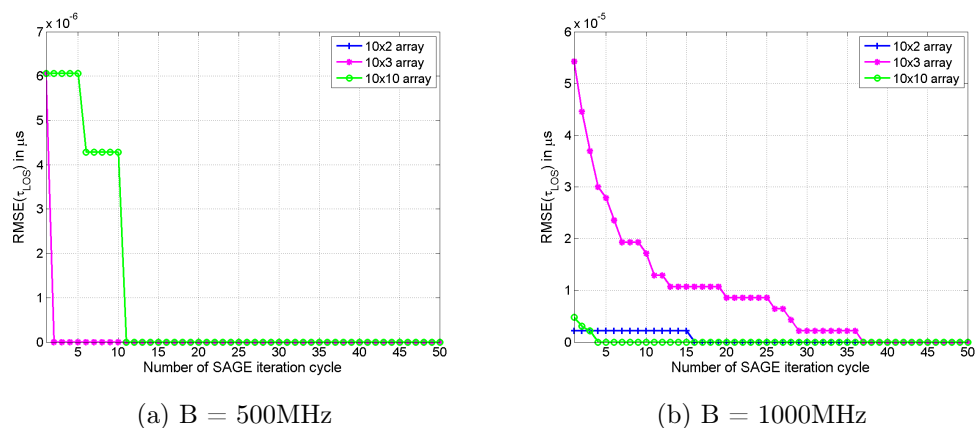 x 10^-6
7
6
5
4
3
2
1
0
RMSE(τ_LOS) in μs
10x2 array
10x3 array
10x10 array
5 10 15 20 25 30 35 40 45 50
Number of SAGE iteration cycle
(a) B = 500MHz
x 10^-5
6
5
4
3
2
1
0
RMSE(τ_LOS) in μs
10x2 array
10x3 array
10x10 array
5 10 15 20 25 30 35 40 45 50
Number of SAGE iteration cycle
(b) B = 1000MHz